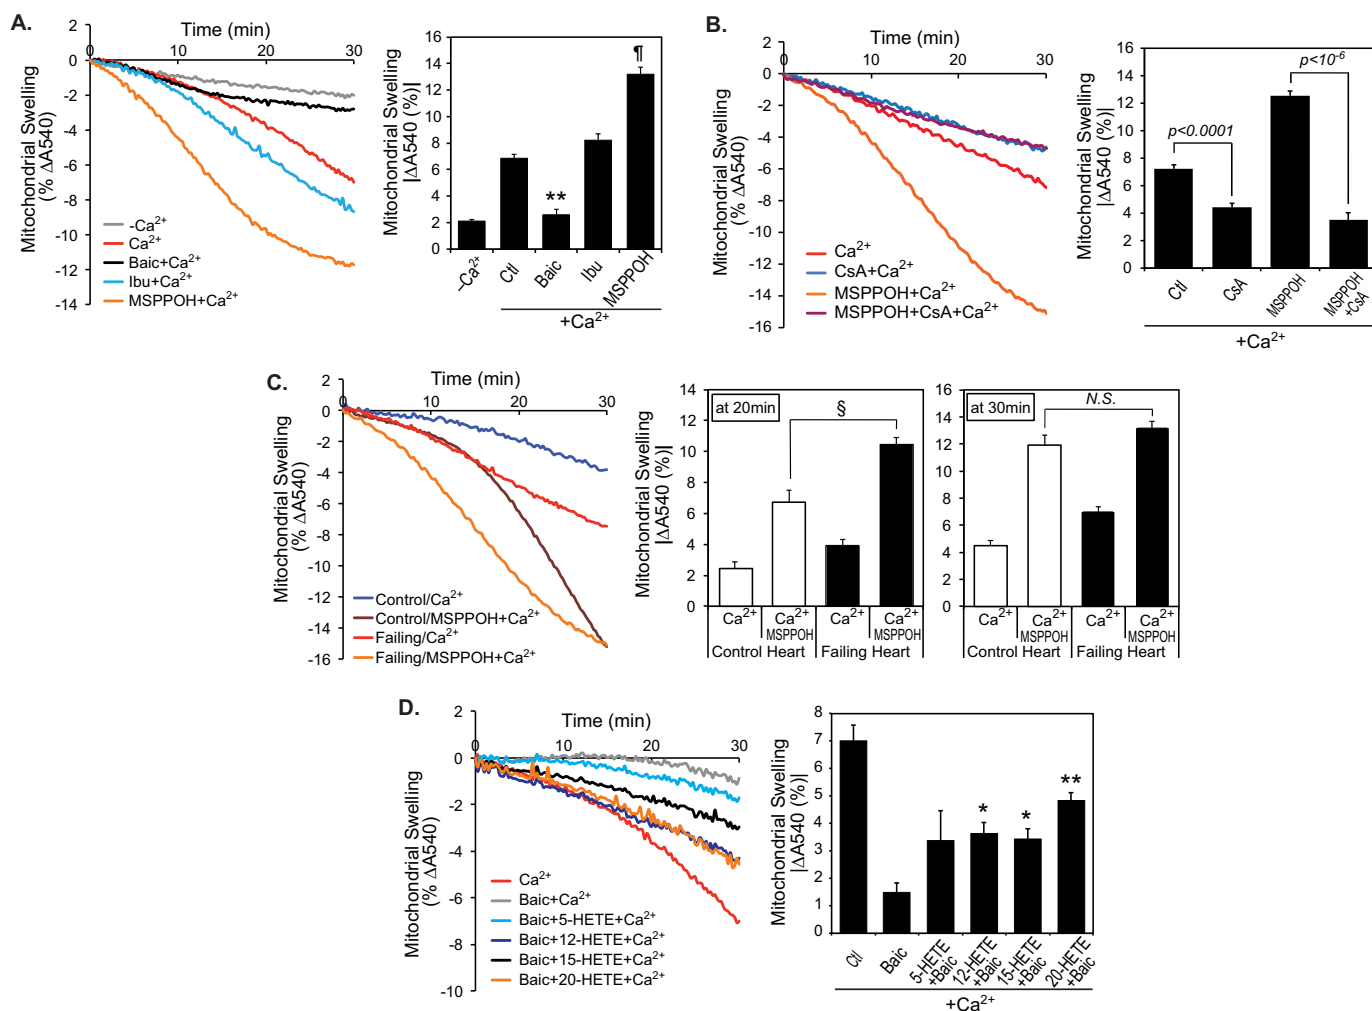 A.
Time (min)
2
0
-2
-4
-6
-8
-10
-12
-14
0
10
20
30
Mitochondrial Swelling
(% ΔA540)
-Ca²⁺
Ca²⁺
Baic+Ca²⁺
Ibu+Ca²⁺
MSPPOH+Ca²⁺
Mitochondrial Swelling
|ΔA540 (%)|
16
14
12
10
8
6
4
2
0
**
¶
–Ca²⁺
Ctl
Baic
Ibu
MSPPOH
+Ca²⁺
B.
Time (min)
2
0
-2
-4
-6
-8
-10
-12
-14
-16
0
10
20
30
Mitochondrial Swelling
(% ΔA540)
Ca²⁺
CsA+Ca²⁺
MSPPOH+Ca²⁺
MSPPOH+CsA+Ca²⁺
Mitochondrial Swelling
|ΔA540 (%)|
16
14
12
10
8
6
4
2
0
p<0.0001
p<10⁻⁶
Ctl
CsA
MSPPOH
MSPPOH
+CsA
+Ca²⁺
C.
Time (min)
2
0
-2
-4
-6
-8
-10
-12
-14
-16
0
10
20
30
Mitochondrial Swelling
(% ΔA540)
Control/Ca²⁺
Control/MSPPOH+Ca²⁺
Failing/Ca²⁺
Failing/MSPPOH+Ca²⁺
Mitochondrial Swelling
|ΔA540 (%)|
14
12
10
8
6
4
2
0
at 20min
§
Ca²⁺
Ca²⁺
MSPPOH
Ca²⁺
Ca²⁺
MSPPOH
Control Heart
Failing Heart
16
14
12
10
8
6
4
2
0
at 30min
N.S.
Ca²⁺
Ca²⁺
MSPPOH
Ca²⁺
Ca²⁺
MSPPOH
Control Heart
Failing Heart
D.
Time (min)
2
0
-2
-4
-6
-8
-10
0
10
20
30
Mitochondrial Swelling
(% ΔA540)
Ca²⁺
Baic+Ca²⁺
Baic+5-HETE+Ca²⁺
Baic+12-HETE+Ca²⁺
Baic+15-HETE+Ca²⁺
Baic+20-HETE+Ca²⁺
Mitochondrial Swelling
|ΔA540 (%)|
8
7
6
5
4
3
2
1
0
*
*
**
Ctl
Baic
5-HETE
+Baic
12-HETE
+Baic
15-HETE
+Baic
20-HETE
+Baic
+Ca²⁺